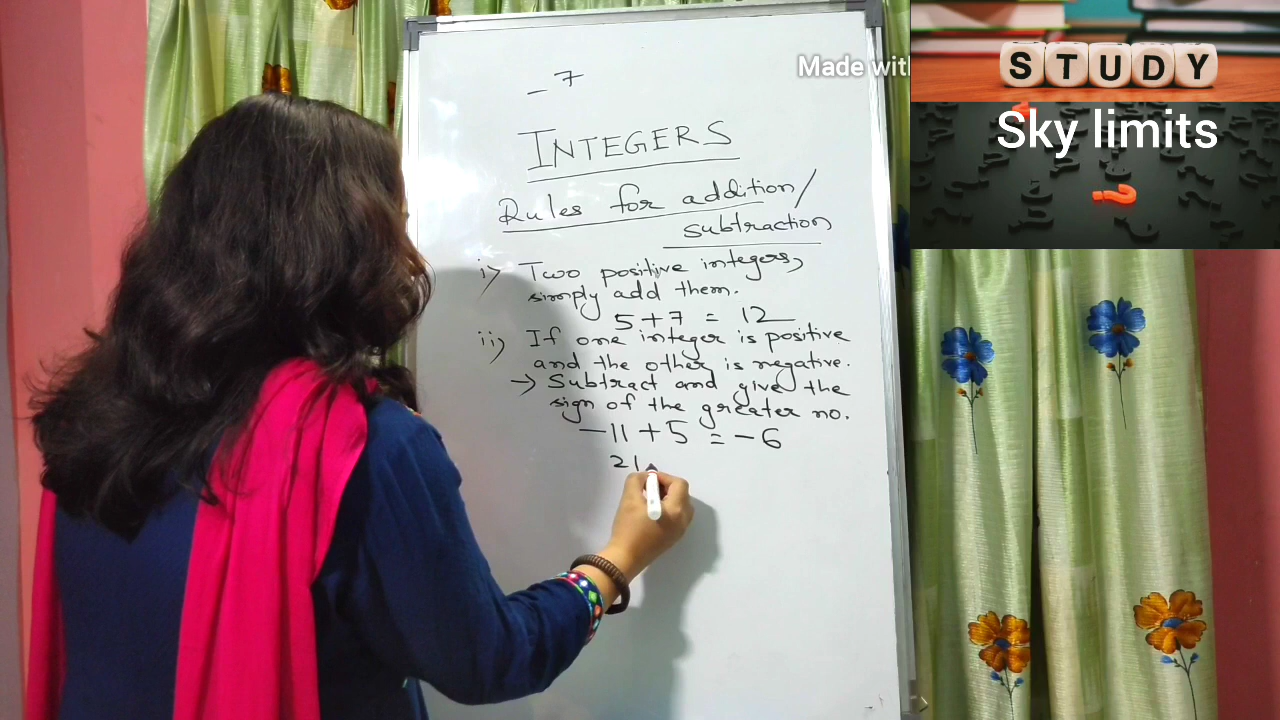 - 7
INTEGERS
Rules for addition/
subtraction
i) Two positive integers,
simply add them.
5 + 7 = 12
ii) If one integer is positive
and the other is negative.
→ Subtract and give the
sign of the greater no.
- 11 + 5 = - 6
21
Made with
STUDY
Sky limits